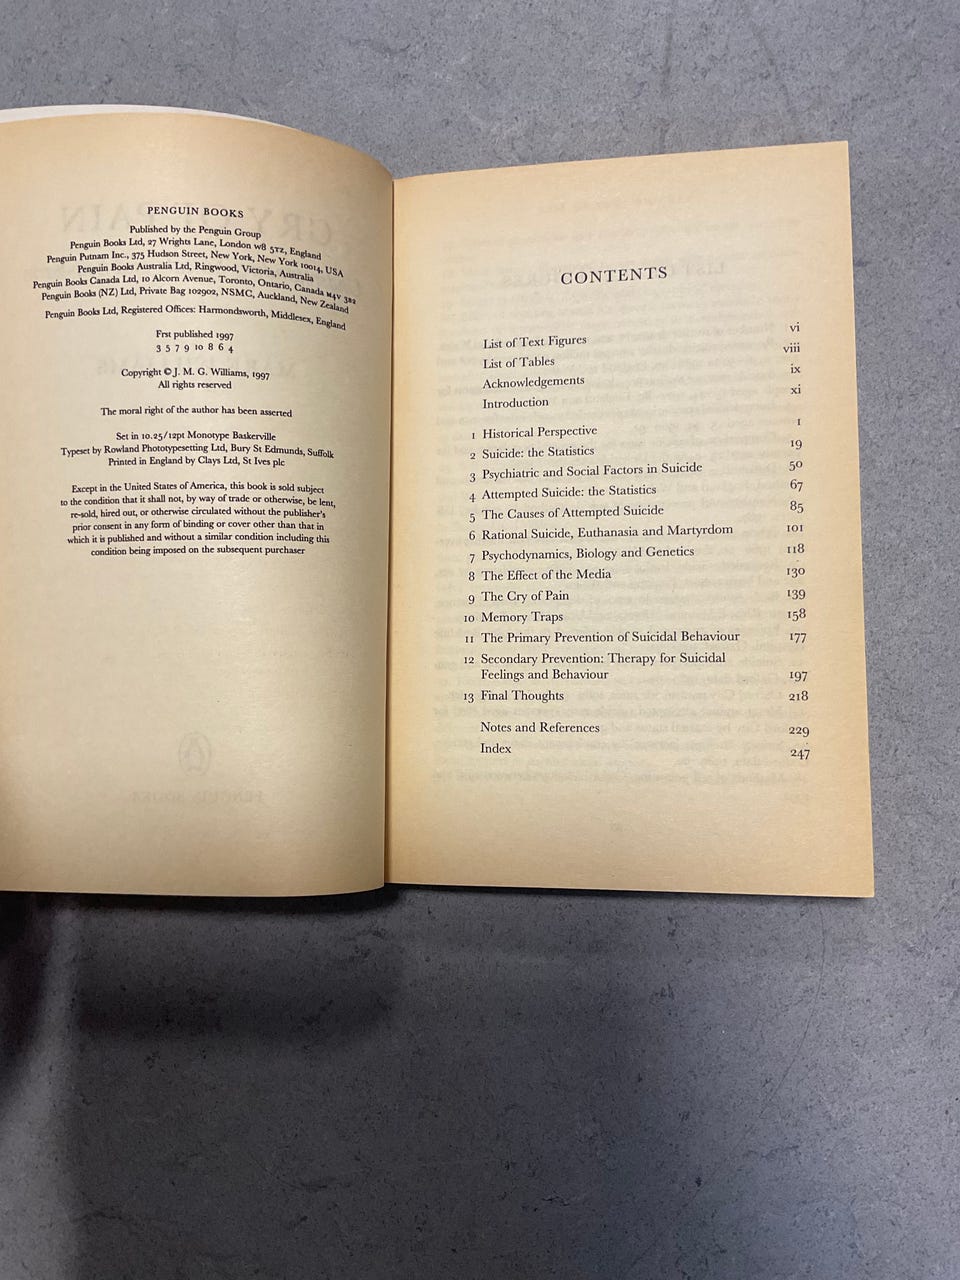 PENGUIN BOOKS
Published by the Penguin Group
Penguin Books Ltd, 27 Wrights Lane, London W8 5TZ, England
Penguin Putnam Inc., 375 Hudson Street, New York, New York 10014, USA
Penguin Books Australia Ltd, Ringwood, Victoria, Australia
Penguin Books Canada Ltd, 10 Alcorn Avenue, Toronto, Ontario, Canada M4V 3B2
Penguin Books (NZ) Ltd, Private Bag 102902, NSMC, Auckland, New Zealand
Penguin Books Ltd, Registered Offices: Harmondsworth, Middlesex, England
First published 1997
3 5 7 9 10 8 6 4
Copyright © J. M. G. Williams, 1997
All rights reserved
The moral right of the author has been asserted
Set in 10.25/12pt Monotype Baskerville
Typeset by Rowland Phototypesetting Ltd, Bury St Edmunds, Suffolk
Printed in England by Clays Ltd, St Ives plc
Except in the United States of America, this book is sold subject
to the condition that it shall not, by way of trade or otherwise, be lent,
re-sold, hired out, or otherwise circulated without the publisher's
prior consent in any form of binding or cover other than that in
which it is published and without a similar condition including this
condition being imposed on the subsequent purchaser
CONTENTS
List of Text Figures vi
List of Tables viii
Acknowledgements ix
Introduction xi
1 Historical Perspective 1
2 Suicide: the Statistics 19
3 Psychiatric and Social Factors in Suicide 50
4 Attempted Suicide: the Statistics 67
5 The Causes of Attempted Suicide 85
6 Rational Suicide, Euthanasia and Martyrdom 101
7 Psychodynamics, Biology and Genetics 118
8 The Effect of the Media 130
9 The Cry of Pain 139
10 Memory Traps 158
11 The Primary Prevention of Suicidal Behaviour 177
12 Secondary Prevention: Therapy for Suicidal
Feelings and Behaviour 197
13 Final Thoughts 218
Notes and References 229
Index 247